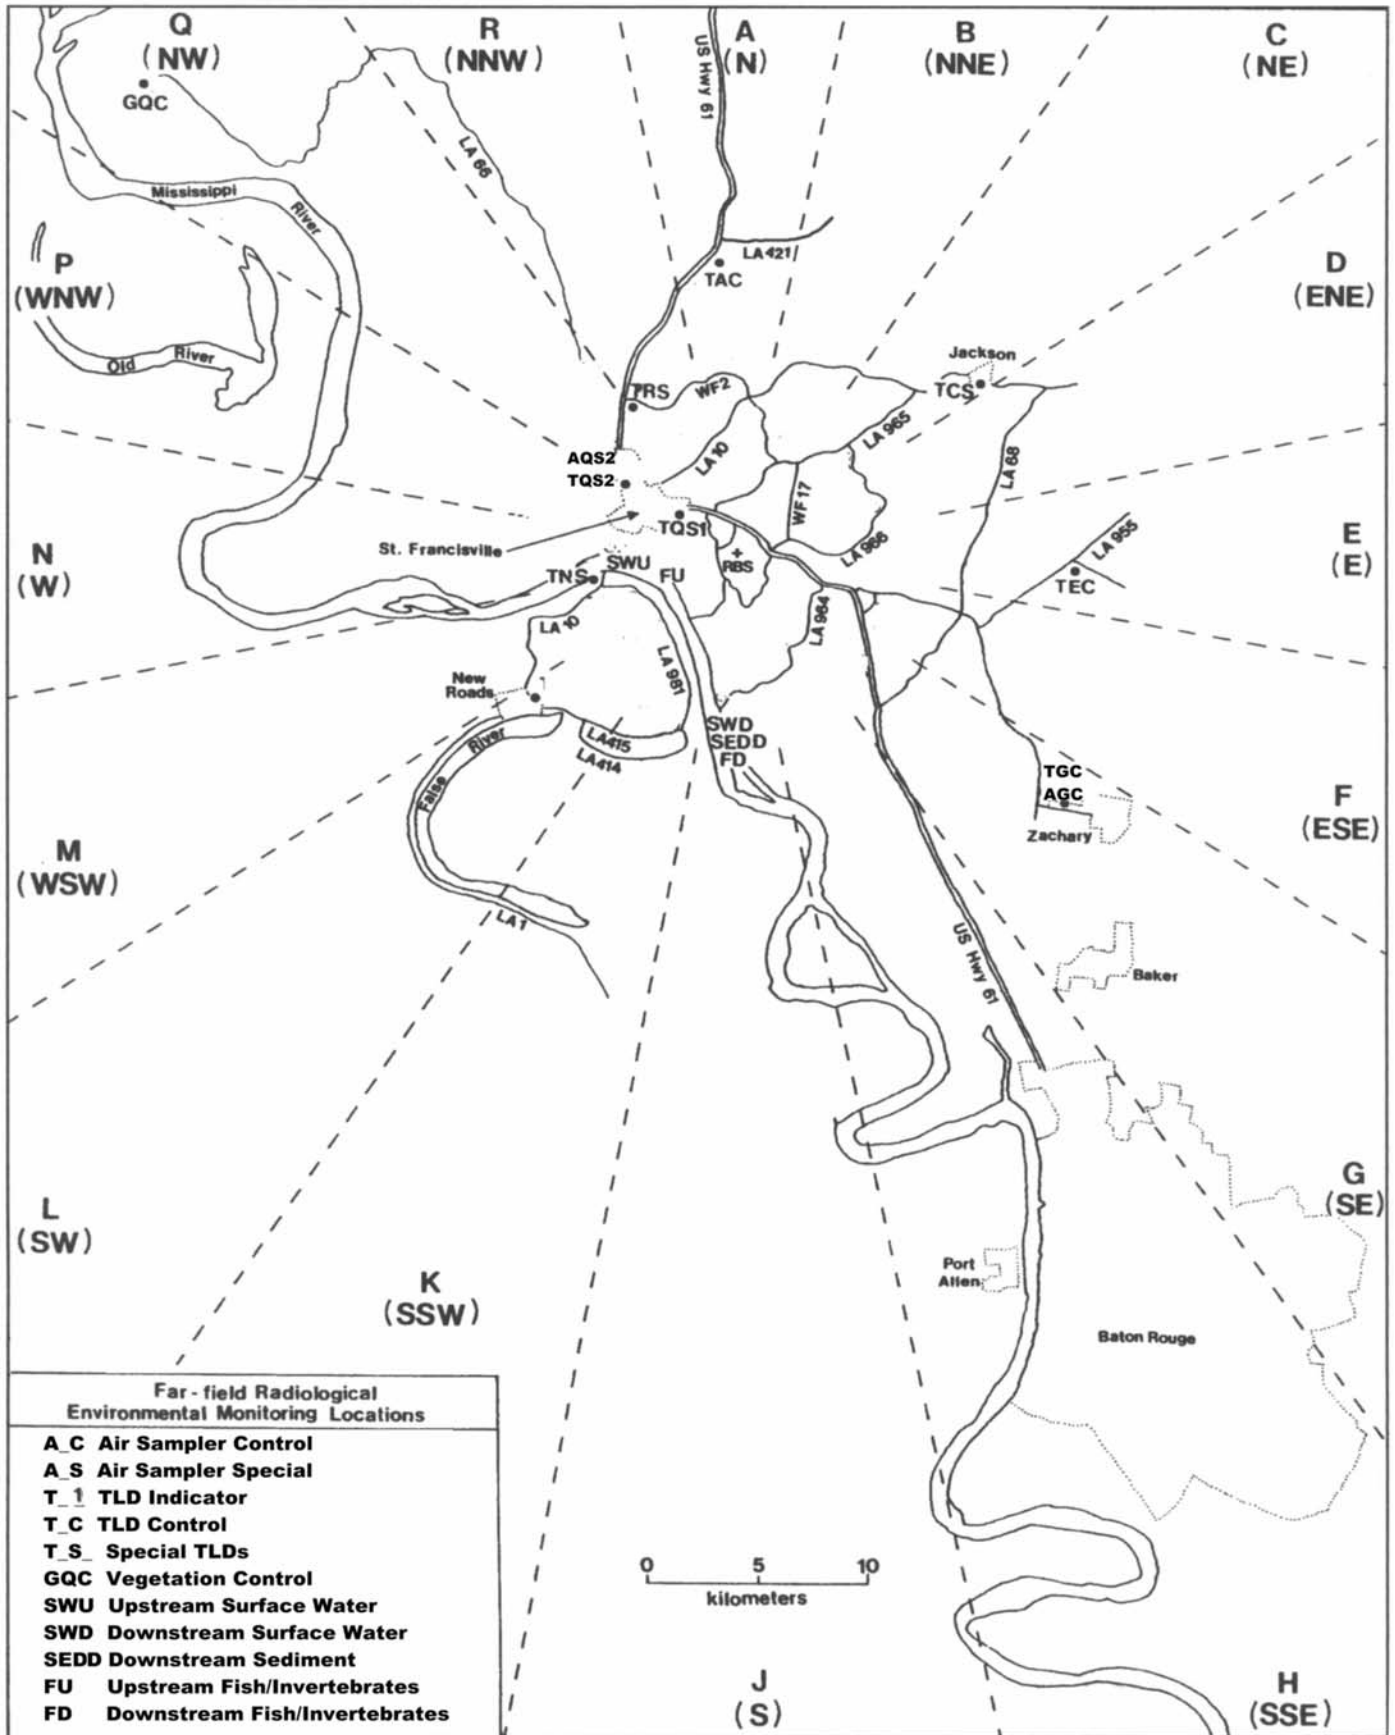 Q
(NW)
R
(NNW)
A
(N)
B
(NNE)
C
(NE)
US Hwy 61
GQC
LA 66
Mississippi
River
P
(WNW)
LA 421
TAC
D
(ENE)
Old
River
Jackson
TRS
WF2
TCS
LA 965
AQS2
LA 10
LA 68
TQS2
WF 17
TQS1
N
(W)
St. Francisville
LA 966
LA 955
E
(E)
RBS
SWU
TNS
FU
TEC
LA 10
LA 964
LA 981
New
Roads
SWD
SEDD
FD
LA415
LA414
River
False
TGC
AGC
F
(ESE)
Zachary
M
(WSW)
LA 1
US Hwy 61
Baker
G
(SE)
L
(SW)
K
(SSW)
Port
Allen
Baton Rouge
Far - field Radiological
Environmental Monitoring Locations
A_C Air Sampler Control
A_S Air Sampler Special
T_1 TLD Indicator
T_C TLD Control
T_S_ Special TLDs
GQC Vegetation Control
SWU Upstream Surface Water
SWD Downstream Surface Water
SEDD Downstream Sediment
FU Upstream Fish/Invertebrates
FD Downstream Fish/Invertebrates
0 5 10
kilometers
J
(S)
H
(SSE)